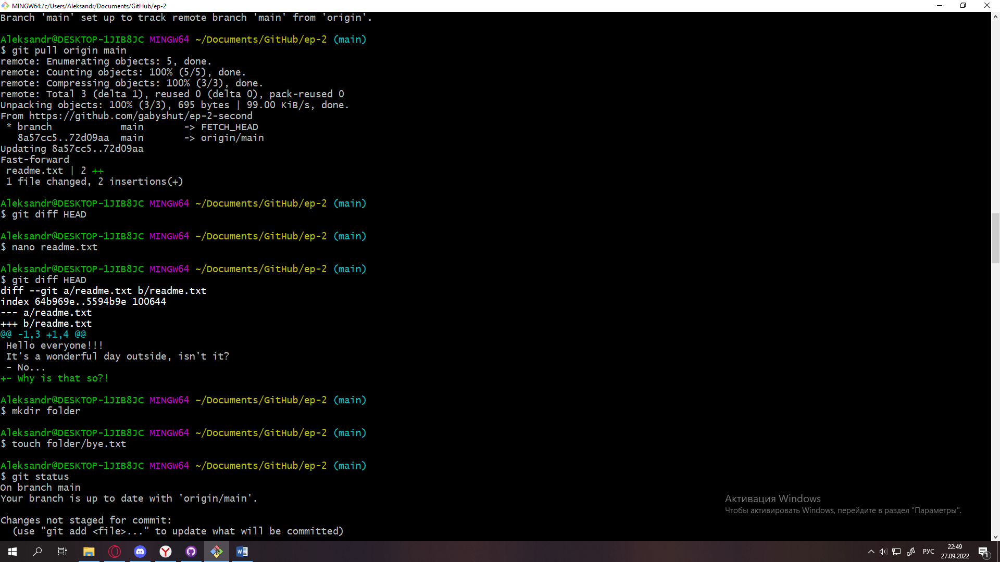 MINGW64:/c/Users/Aleksandr/Documents/GitHub/ep-2
Branch 'main' set up to track remote branch 'main' from 'origin'.
Aleksandr@DESKTOP-1JIB8JC MINGW64 ~/Documents/GitHub/ep-2 (main)
$ git pull origin main
remote: Enumerating objects: 5, done.
remote: Counting objects: 100% (5/5), done.
remote: Compressing objects: 100% (3/3), done.
remote: Total 3 (delta 1), reused 0 (delta 0), pack-reused 0
Unpacking objects: 100% (3/3), 695 bytes | 99.00 KiB/s, done.
From https://github.com/gabyshut/ep-2-second
 * branch            main       -> FETCH_HEAD
   8a57cc5..72d09aa  main       -> origin/main
Updating 8a57cc5..72d09aa
Fast-forward
 readme.txt | 2 ++
 1 file changed, 2 insertions(+)
Aleksandr@DESKTOP-1JIB8JC MINGW64 ~/Documents/GitHub/ep-2 (main)
$ git diff HEAD
Aleksandr@DESKTOP-1JIB8JC MINGW64 ~/Documents/GitHub/ep-2 (main)
$ nano readme.txt
Aleksandr@DESKTOP-1JIB8JC MINGW64 ~/Documents/GitHub/ep-2 (main)
$ git diff HEAD
diff --git a/readme.txt b/readme.txt
index 64b969e..5594b9e 100644
--- a/readme.txt
+++ b/readme.txt
@@ -1,3 +1,4 @@
 Hello everyone!!!
 It's a wonderful day outside, isn't it?
 - No...
+- Why is that so?!
Aleksandr@DESKTOP-1JIB8JC MINGW64 ~/Documents/GitHub/ep-2 (main)
$ mkdir folder
Aleksandr@DESKTOP-1JIB8JC MINGW64 ~/Documents/GitHub/ep-2 (main)
$ touch folder/bye.txt
Aleksandr@DESKTOP-1JIB8JC MINGW64 ~/Documents/GitHub/ep-2 (main)
$ git status
On branch main
Your branch is up to date with 'origin/main'.
Changes not staged for commit:
  (use "git add <file>..." to update what will be committed)
Активация Windows
Чтобы активировать Windows, перейдите в раздел "Параметры".
РУС
22:49
27.09.2022
1